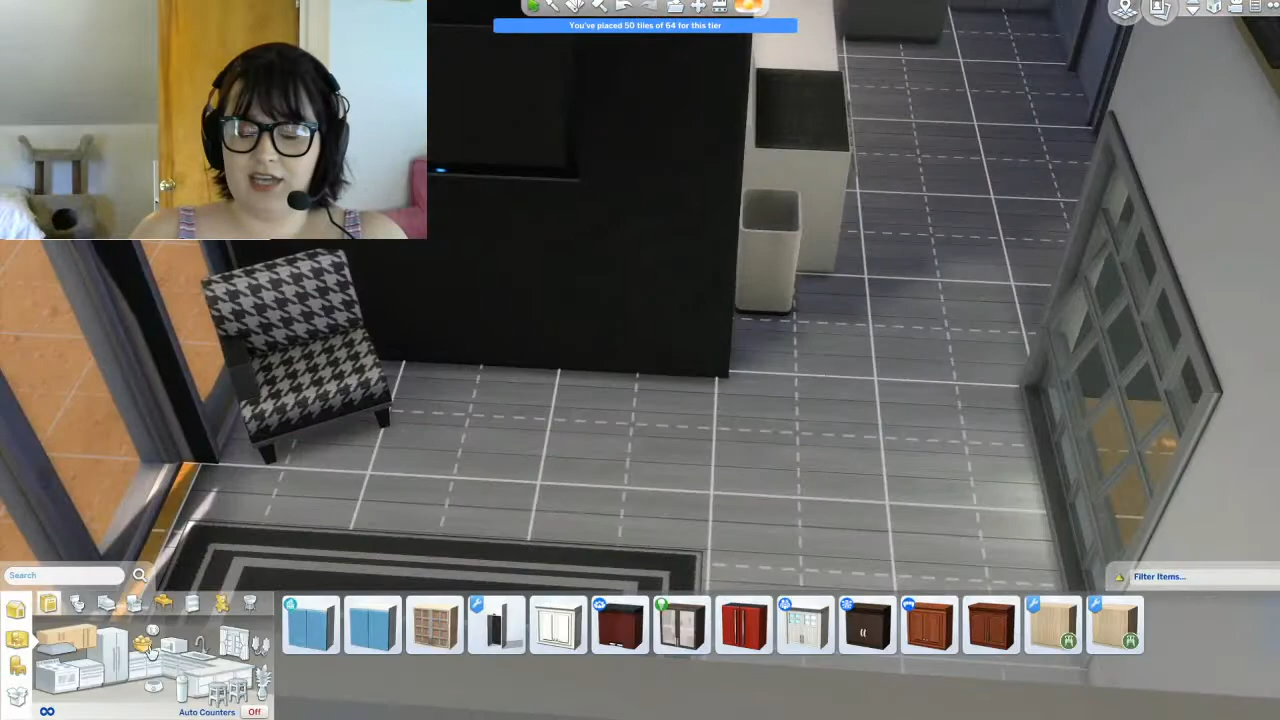 You've placed 50 tiles of 64 for this tier
Search
Filter Items...
Auto Counters
Off